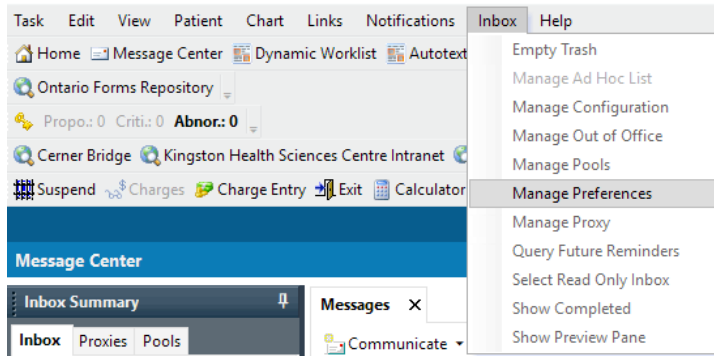 Task Edit View Patient Chart Links Notifications Inbox Help
Home Message Center Dynamic Worklist Autotext
Ontario Forms Repository
Propo.: 0 Criti.: 0 Abnor.: 0
Cerner Bridge Kingston Health Sciences Centre Intranet
Suspend Charges Charge Entry Exit Calculator
Empty Trash
Manage Ad Hoc List
Manage Configuration
Manage Out of Office
Manage Pools
Manage Preferences
Manage Proxy
Query Future Reminders
Select Read Only Inbox
Show Completed
Show Preview Pane
Message Center
Inbox Summary
Inbox Proxies Pools
Messages X
Communicate